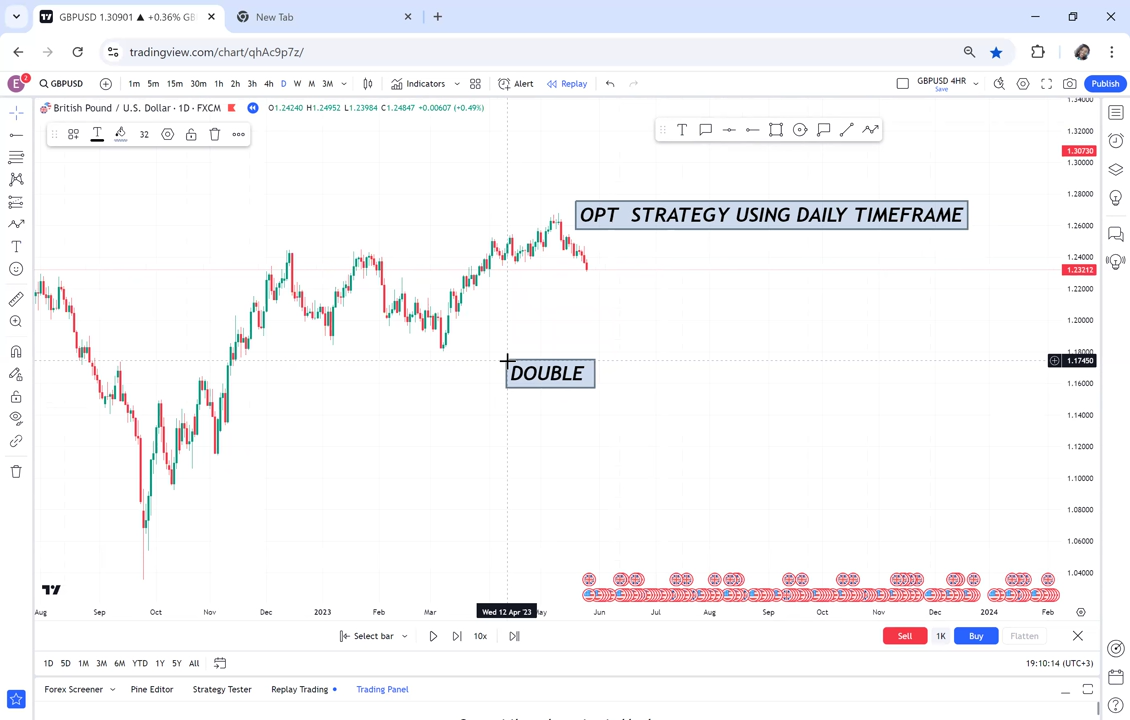 GBPUSD 1.30901 ▲ +0.36% GB
New Tab
tradingview.com/chart/qhAc9p7z/
E
2
GBPUSD
1m 5m 15m 30m 1h 2h 3h 4h D W M 3M
Indicators
Alert
Replay
GBPUSD 4HR
Save
Publish
British Pound / U.S. Dollar · 1D · FXCM
O1.24240 H1.24952 L1.23984 C1.24847 +0.00607 (+0.49%)
32
OPT STRATEGY USING DAILY TIMEFRAME
DOUBLE
1.34000
1.32000
1.30730
1.30000
1.28000
1.26000
1.24000
1.23212
1.22000
1.20000
1.18000
1.17450
1.16000
1.14000
1.12000
1.10000
1.08000
1.06000
1.04000
Aug Sep Oct Nov Dec 2023 Feb Mar Wed 12 Apr '23 May Jun Jul Aug Sep Oct Nov Dec 2024 Feb
Select bar
10x
Sell
1K
Buy
Flatten
1D 5D 1M 3M 6M YTD 1Y 5Y All
19:10:14 (UTC+3)
Forex Screener
Pine Editor
Strategy Tester
Replay Trading
Trading Panel